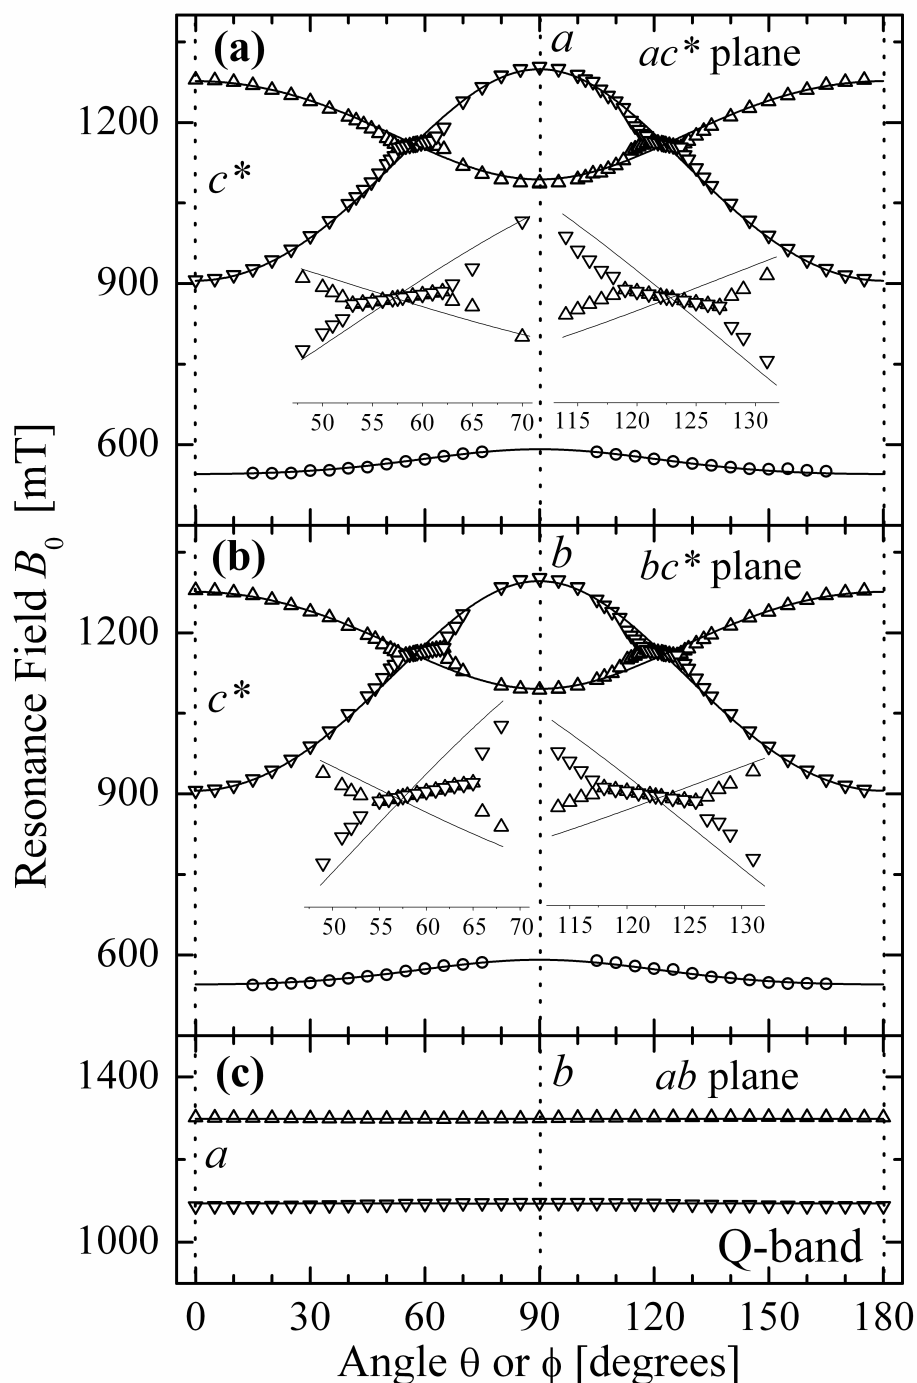 (a) a ac* plane
1200
c*
900
50 55 60 65 70 115 120 125 130
600
(b) b bc* plane
1200
c*
900
50 55 60 65 70 115 120 125 130
600
(c) b ab plane
1400
a
1000
Q-band
0 30 60 90 120 150 180
Angle θ or ϕ [degrees]
Resonance Field B₀ [mT]